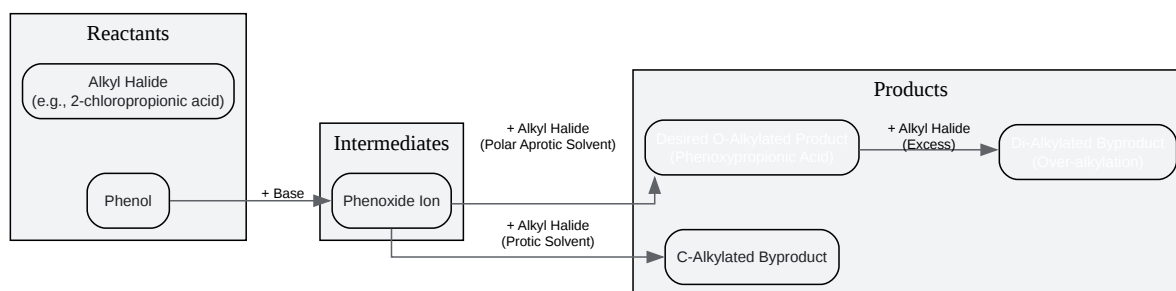 Reactants
Alkyl Halide
(e.g., 2-chloropropionic acid)
Phenol
+ Base
Intermediates
Phenoxide Ion
+ Alkyl Halide
(Polar Aprotic Solvent)
+ Alkyl Halide
(Protic Solvent)
Products
Desired O-Alkylated Product
(Phenoxypropionic Acid)
+ Alkyl Halide
(Excess)
Di-Alkylated Byproduct
(Over-alkylation)
C-Alkylated Byproduct